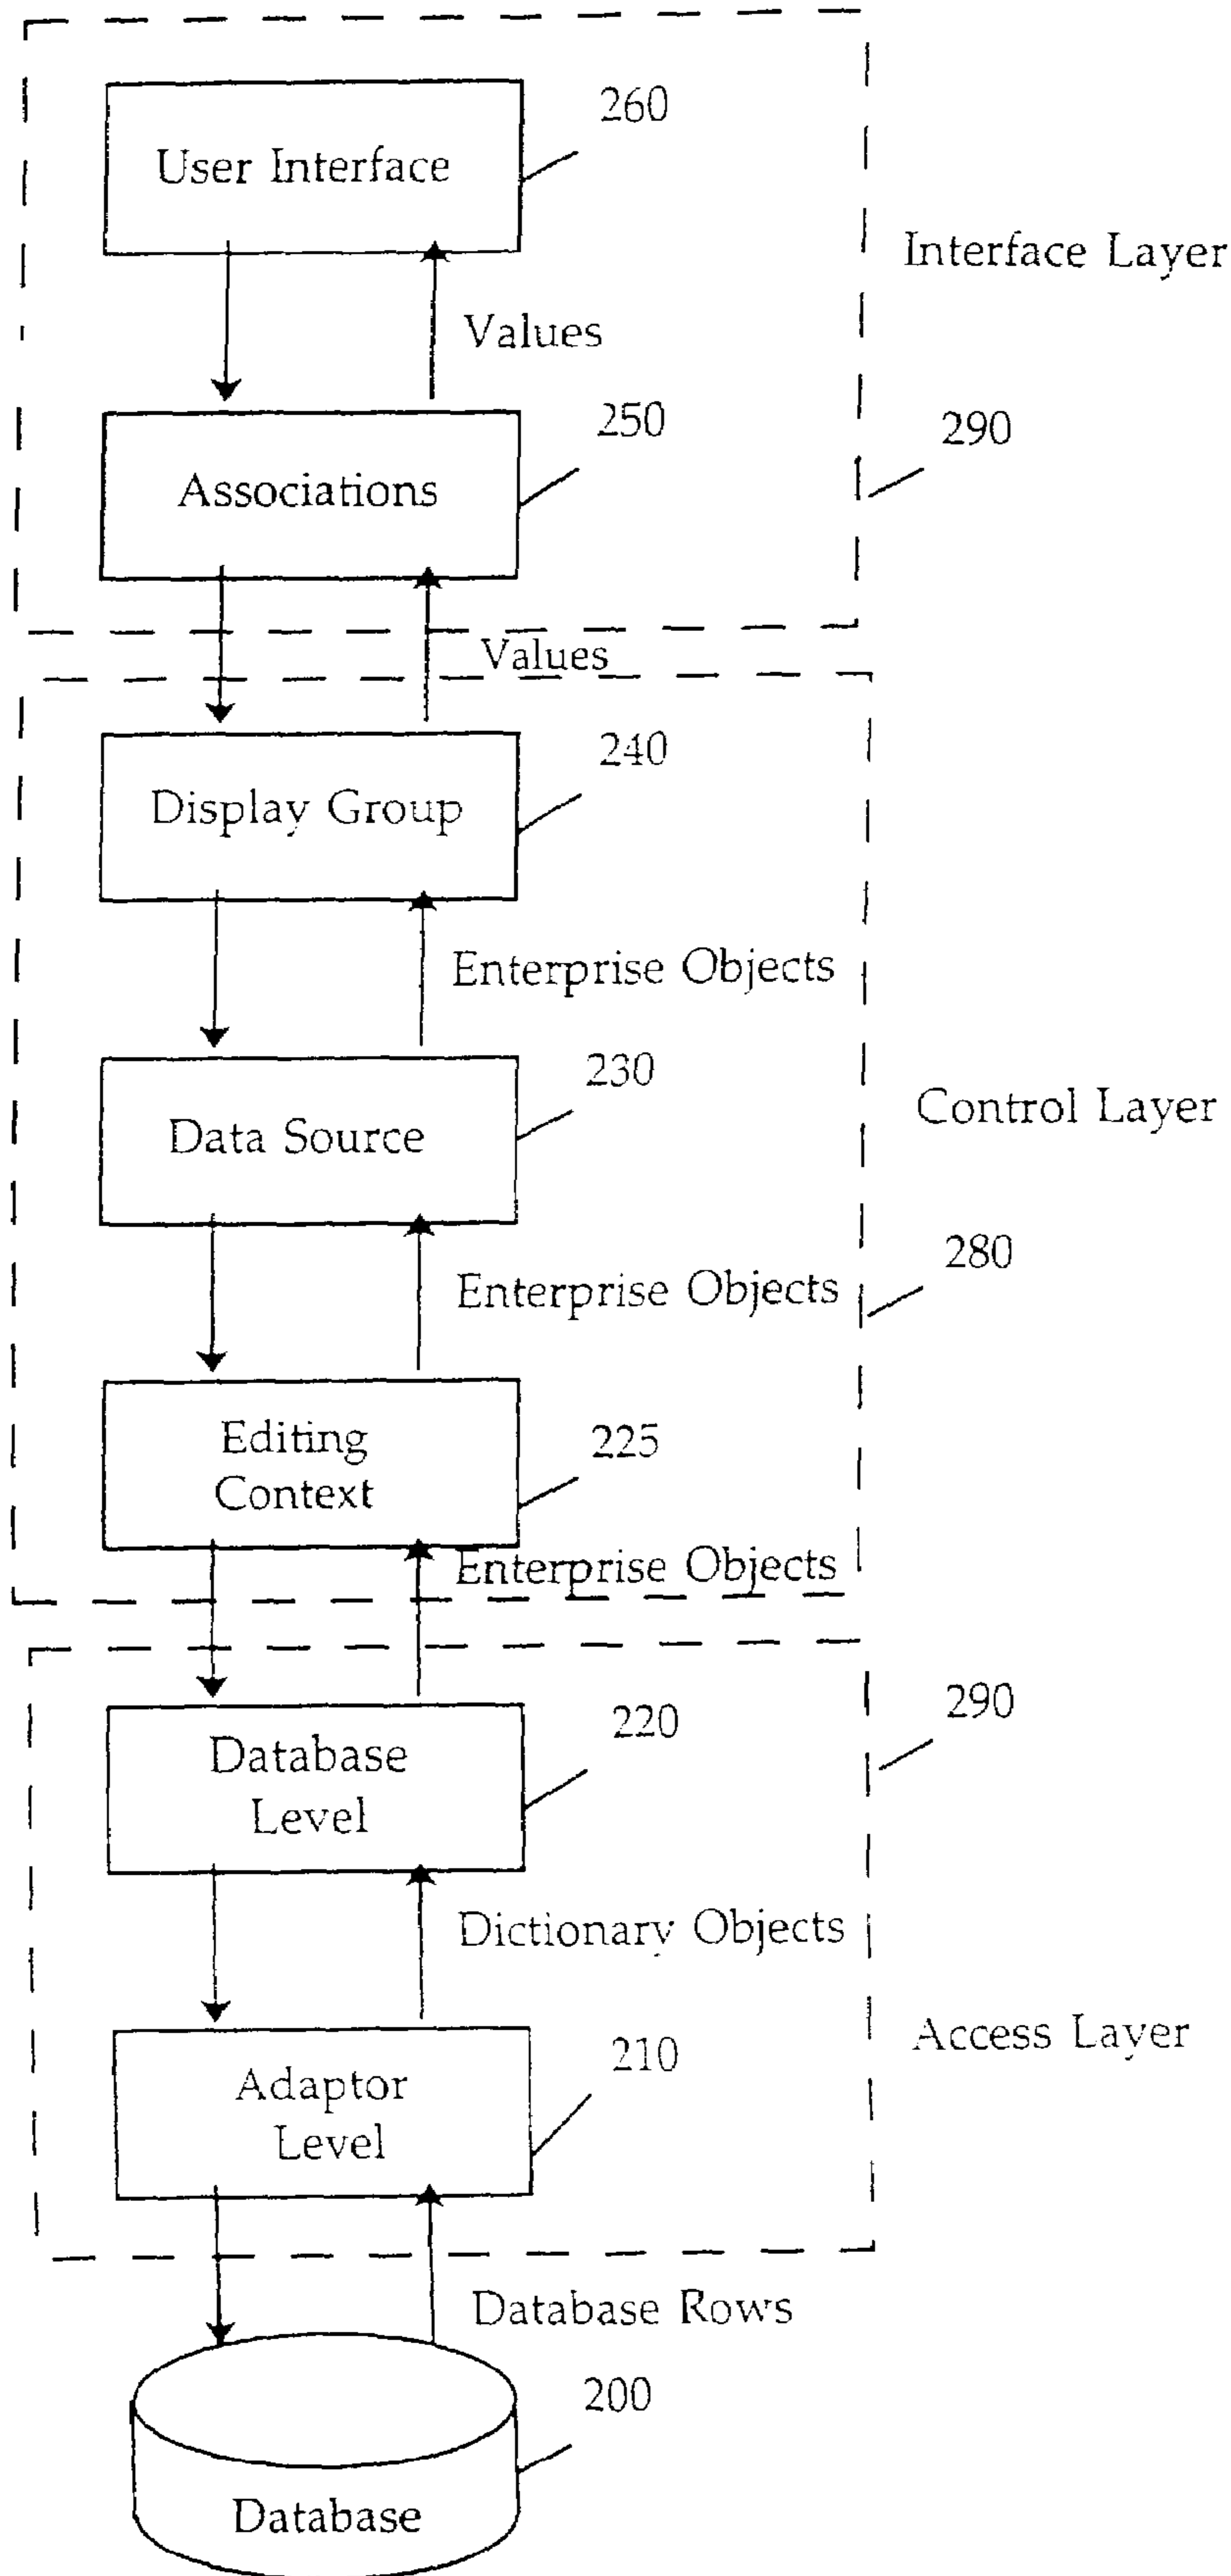 260
User Interface
Interface Layer
Values
250
290
Associations
Values
240
Display Group
Enterprise Objects
230
Control Layer
Data Source
280
Enterprise Objects
Editing
Context
225
Enterprise Objects
290
220
Database
Level
Dictionary Objects
Access Layer
210
Adaptor
Level
Database Rows
200
Database